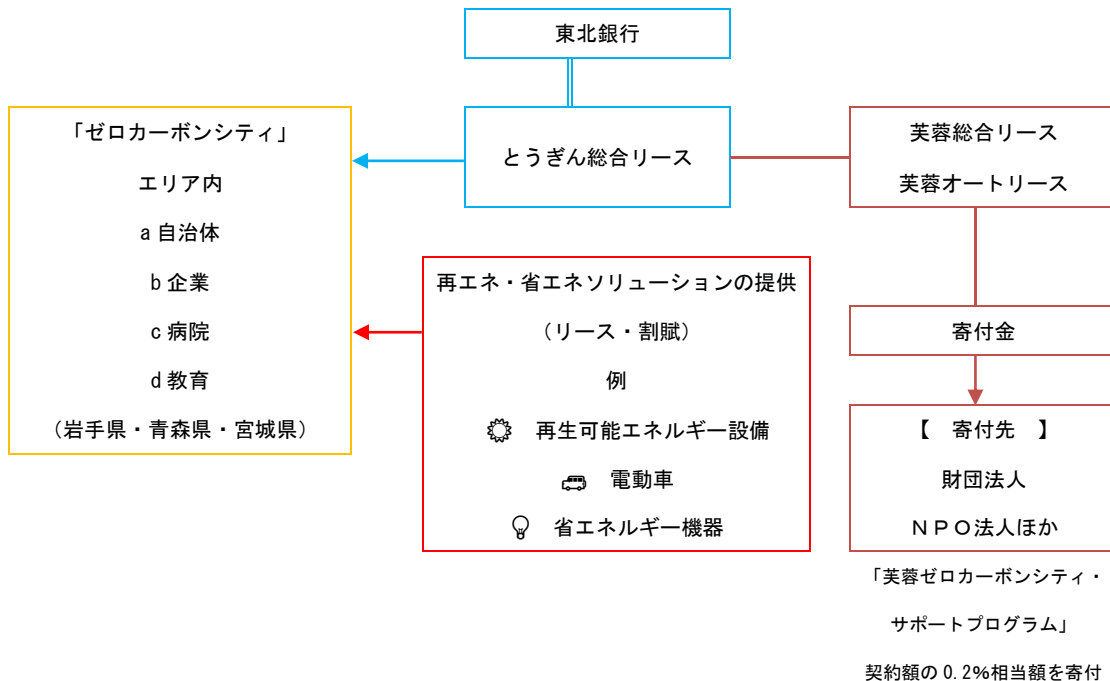 東北銀行
「ゼロカーボンシティ」
エリア内
a 自治体
b 企業
c 病院
d 教育
（岩手県・青森県・宮城県）
とうぎん総合リース
芙蓉総合リース
芙蓉オートリース
再エネ・省エネソリューションの提供
（リース・割賦）
例
再生可能エネルギー設備
電動車
省エネルギー機器
寄付金
【　寄付先　】
財団法人
ＮＰＯ法人ほか
「芙蓉ゼロカーボンシティ・
サポートプログラム」
契約額の 0.2%相当額を寄付